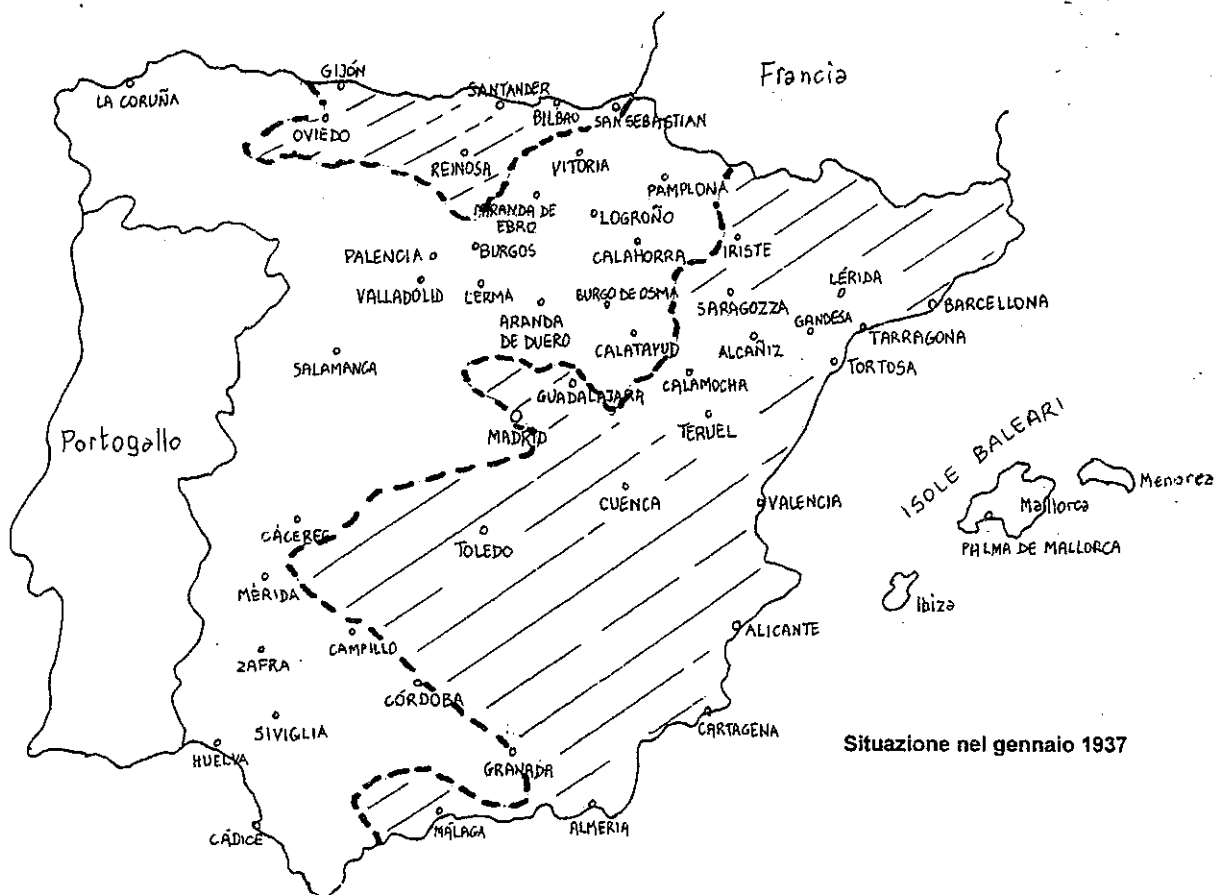 Francia
GIJÓN
LA CORUÑA
SANTANDER
BILBAO
SAN SEBASTIAN
OVIEDO
REINOSA
VITORIA
PAMPLONA
MIRANDA DE
EBRO
LOGROÑO
PALENCIA
BURGOS
CALAHORRA
IRISTE
VALLADOLID
LERMA
BURGO DE OSMA
SARAGOZZA
LÉRIDA
BARCELLONA
ARANDA
DE DUERO
GANDESA
TARRAGONA
CALATAYUD
ALCAÑIZ
TORTOSA
SALAMANCA
CALAMOCHA
GUADALAJARA
Portogallo
MADRID
TERUEL
ISOLE BALEARI
CUENCA
VALENCIA
Menorca
Mallorca
CÁCERES
TOLEDO
PALMA DE MALLORCA
MÉRIDA
Ibiza
CAMPILLO
ALICANTE
ZAFRA
CÓRDOBA
SIVIGLIA
CARTAGENA
HUELVA
GRANADA
Situazione nel gennaio 1937
CÁDICE
MÁLAGA
ALMERIA